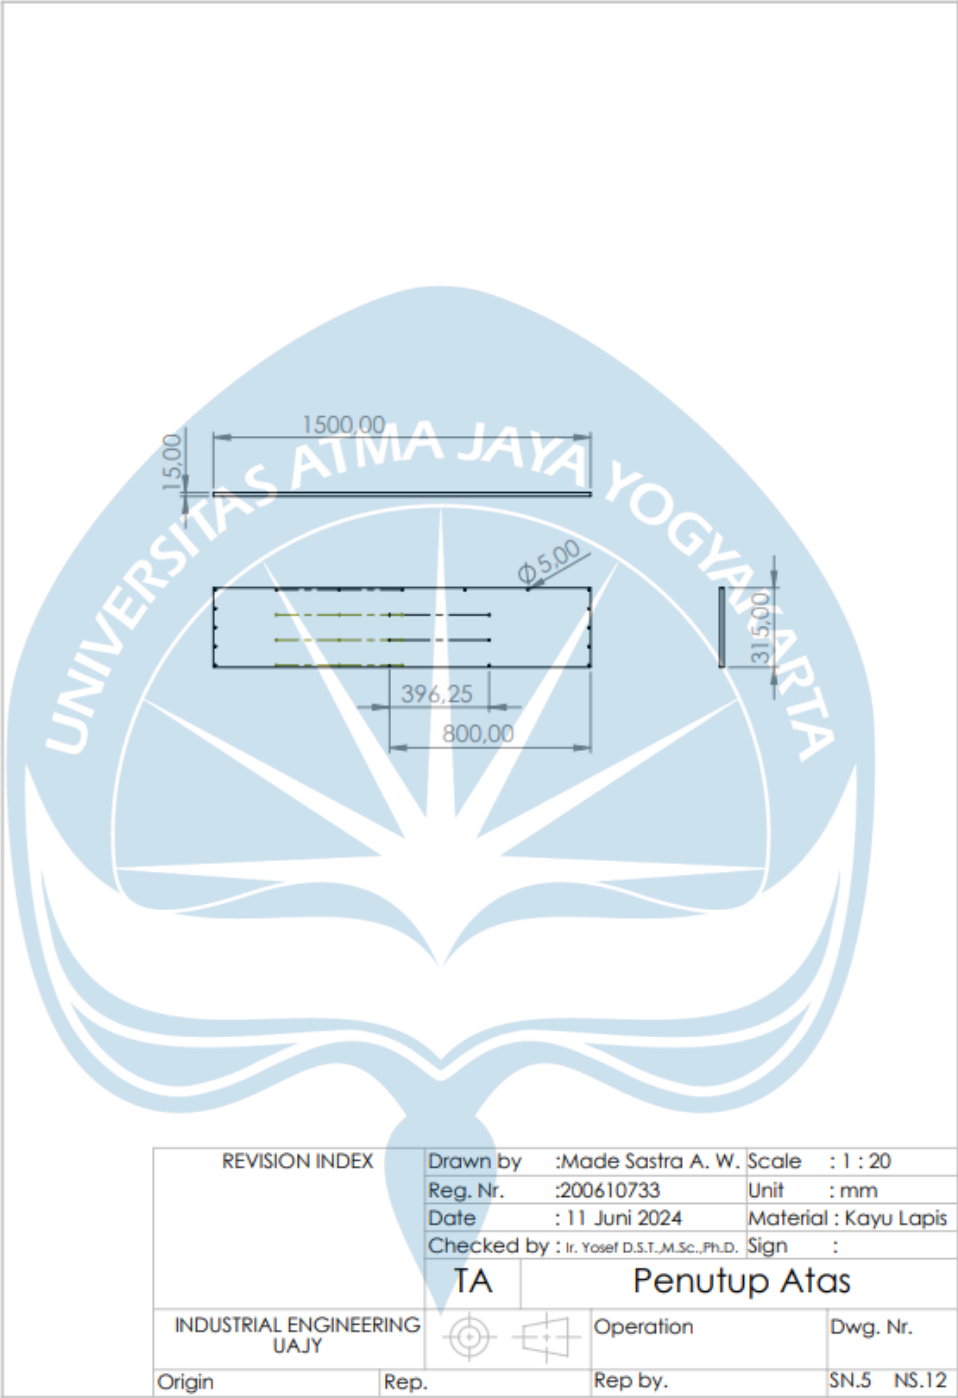 1500,00
15,00
UNIVERSITAS ATMA JAYA YOGYAKARTA
Ø5,00
315,00
396,25
800,00
REVISION INDEX
Drawn by :Made Sastra A. W. Scale : 1 : 20
Reg. Nr. :200610733 Unit : mm
Date : 11 Juni 2024 Material : Kayu Lapis
Checked by : Ir. Yosef D.S.T.,M.Sc.,Ph.D. Sign :
TA Penutup Atas
INDUSTRIAL ENGINEERING
UAJY
Operation Dwg. Nr.
Origin Rep. Rep by. SN.5 NS.12